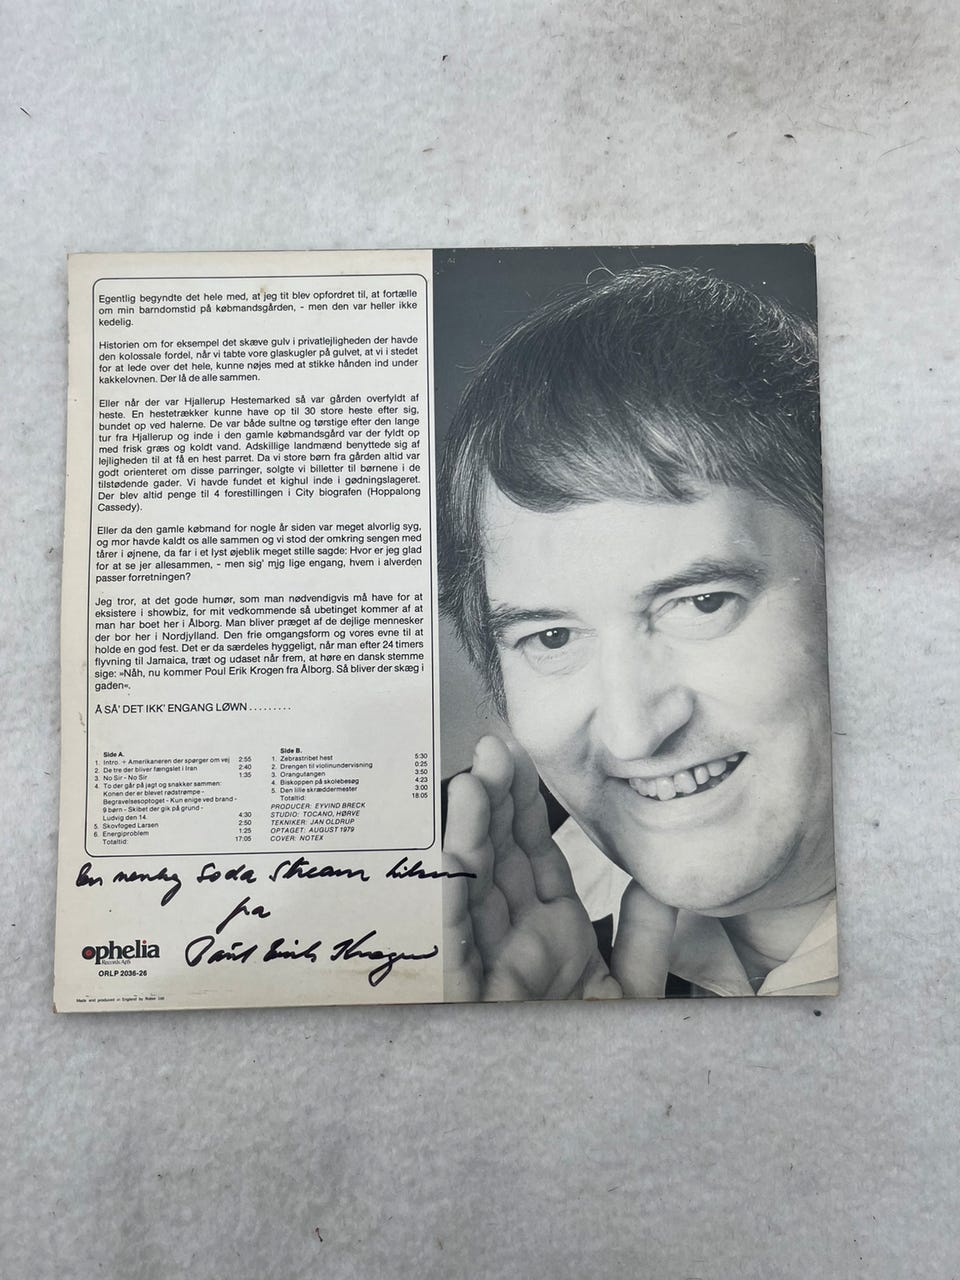 Egentlig begyndte det hele med, at jeg tit blev opfordret til, at fortælle
om min barndomstid på købmandsgården, - men den var heller ikke
kedelig.
Historien om for eksempel det skæve gulv i privatlejligheden der havde
den kolossale fordel, når vi tabte vore glaskugler på gulvet, at vi i stedet
for at lede over det hele, kunne nøjes med at stikke hånden ind under
kakkelovnen. Der lå de alle sammen.
Eller når der var Hjallerup Hestemarked så var gården overfyldt af
heste. En hestetrækker kunne have op til 30 store heste efter sig,
bundet op ved halerne. De var både sultne og tørstige efter den lange
tur fra Hjallerup og inde i den gamle købmandsgård var der fyldt op
med frisk græs og koldt vand. Adskillige landmænd benyttede sig af
lejligheden til at få en hest parret. Da vi store børn fra gården altid var
godt orienteret om disse parringer, solgte vi billetter til børnene i de
tilstødende gader. Vi havde fundet et kighul inde i gødningslageret.
Der blev altid penge til 4 forestillinger i City biografen (Hoppalong
Cassedy).
Eller da den gamle købmand for nogle år siden var meget alvorlig syg,
og mor havde kaldt os alle sammen og vi stod der omkring sengen med
tårer i øjnene, da far i et lyst øjeblik meget stille sagde: Hvor er jeg glad
for at se jer allesammen, - men sig' mig lige engang, hvem i alverden
passer forretningen?
Jeg tror, at det gode humør, som man nødvendigvis må have for at
eksistere i showbiz, for mit vedkommende så ubetinget kommer af at
man har boet her i Ålborg. Man bliver præget af de dejlige mennesker
der bor her i Nordjylland. Den frie omgangsform og vores evne til at
holde en god fest. Det er da særdeles hyggeligt, når man efter 24 timers
flyvning til Jamaica, træt og udaset når frem, at høre en dansk stemme
sige: »Nåh, nu kommer Poul Erik Krogen fra Ålborg. Så bliver der skæg i
gaden«.
Å SÅ' DET IKK' ENGANG LØWN .........
Side A.
1. Intro. + Amerikaneren der spørger om vej 2:55
2. De tre der bliver fængslet i Iran 2:40
3. No Sir - No Sir 1:35
4. To der går på jagt og snakker sammen:
Konen der er blevet rødstrømpe -
Begravelsesoptoget - Kun enige ved brand -
9 børn - Skibet der gik på grund -
Ludvig den 14. 4:30
5. Skovfoged Larsen 2:50
6. Energiproblem 1:25
Totaltid: 17:05
Side B.
1. Zebrastribet hest 5:30
2. Drengen til violinundervisning 0:25
3. Orangutangen 3:50
4. Biskoppen på skolebesøg 4:23
5. Den lille skræddermester 3:00
Totaltid: 18:05
PRODUCER: EYVIND BRECK
STUDIO: TOCANO, HØRVE
TEKNIKER: JAN OLDRUP
OPTAGET: AUGUST 1979
COVER: NOTEX
En Soda Stream hilsen
fra
Poul Erik Krogen
ophelia
Records Aps
ORLP 2036-26
Made and produced in England by Robor Ltd